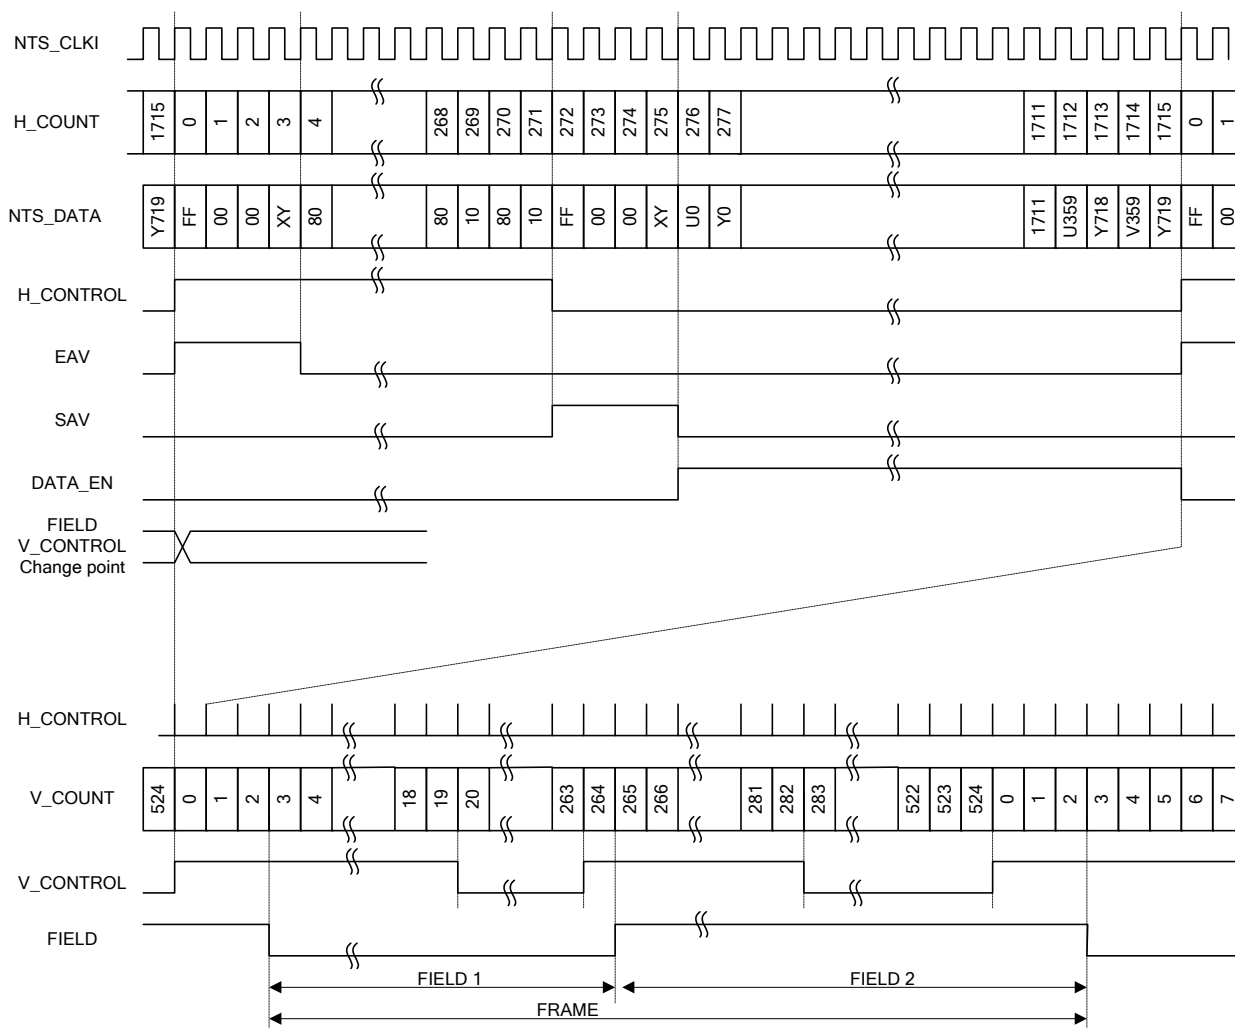 NTS_CLKI
H_COUNT 1715 0 1 2 3 4 268 269 270 271 272 273 274 275 276 277 1711 1712 1713 1714 1715 0 1
NTS_DATA Y719 FF 00 00 XY 80 80 10 80 10 FF 00 00 XY U0 Y0 1711 U359 Y718 V359 Y719 FF 00
H_CONTROL
EAV
SAV
DATA_EN
FIELD
V_CONTROL
Change point
H_CONTROL
V_COUNT 524 0 1 2 3 4 18 19 20 263 264 265 266 281 282 283 522 523 524 0 1 2 3 4 5 6 7
V_CONTROL
FIELD
FIELD 1 FIELD 2
FRAME